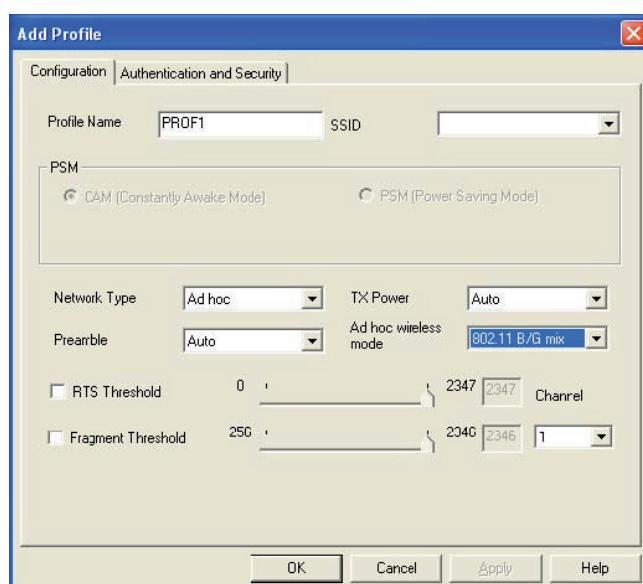 Add Profile
Configuration Authentication and Security
Profile Name PROF1 SSID
PSM
CAM (Constantly Awake Mode) PSM (Power Saving Mode)
Network Type Ad hoc TX Power Auto
Preamble Auto Ad hoc wireless mode 802.11 B/G mix
RTS Threshold 0 2347 2347 Channel
Fragment Threshold 256 2346 2346 1
OK Cancel Apply Help